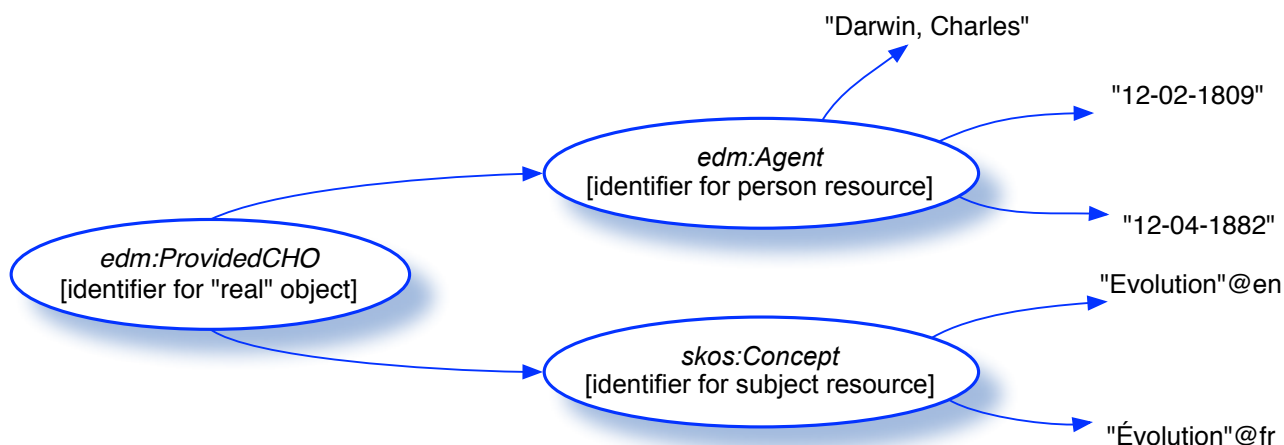 "Darwin, Charles"
"12-02-1809"
edm:Agent
[identifier for person resource]
"12-04-1882"
edm:ProvidedCHO
[identifier for "real" object]
"Evolution"@en
skos:Concept
[identifier for subject resource]
"Évolution"@fr